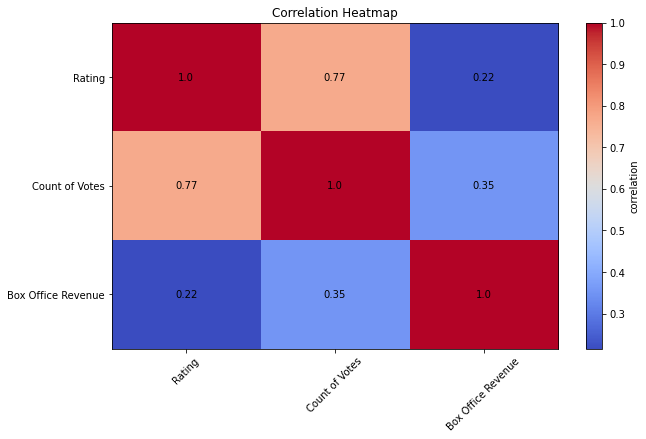 Correlation Heatmap
Rating
1.0
0.77
0.22
Count of Votes
0.77
1.0
0.35
Box Office Revenue
0.22
0.35
1.0
Rating
Count of Votes
Box Office Revenue
1.0
0.9
0.8
0.7
0.6
0.5
0.4
0.3
correlation